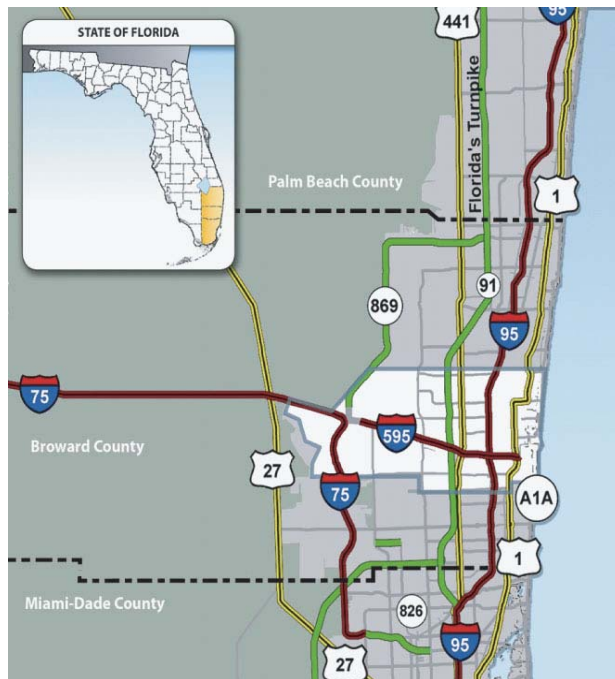 STATE OF FLORIDA
95
441
Florida's Turnpike
Palm Beach County
1
91
869
95
75
595
Broward County
27
75
A1A
1
Miami-Dade County
826
95
27